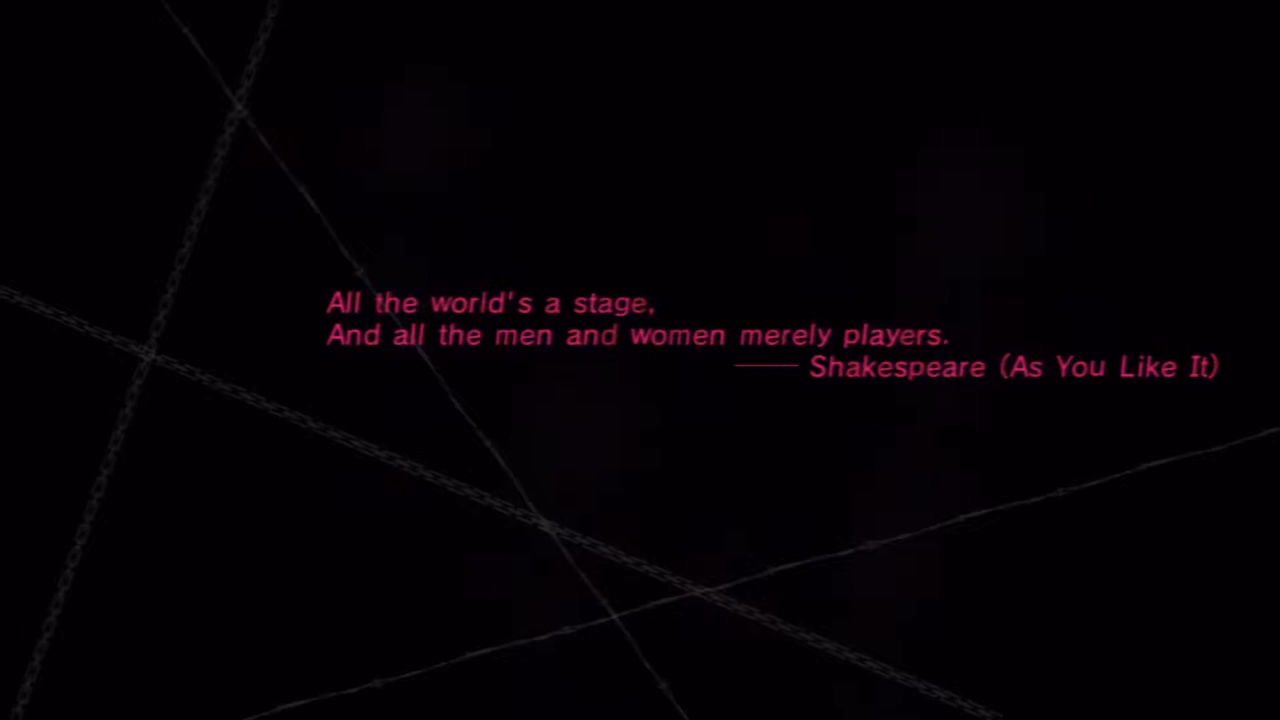 All the world's a stage,
And all the men and women merely players.
—— Shakespeare (As You Like It)